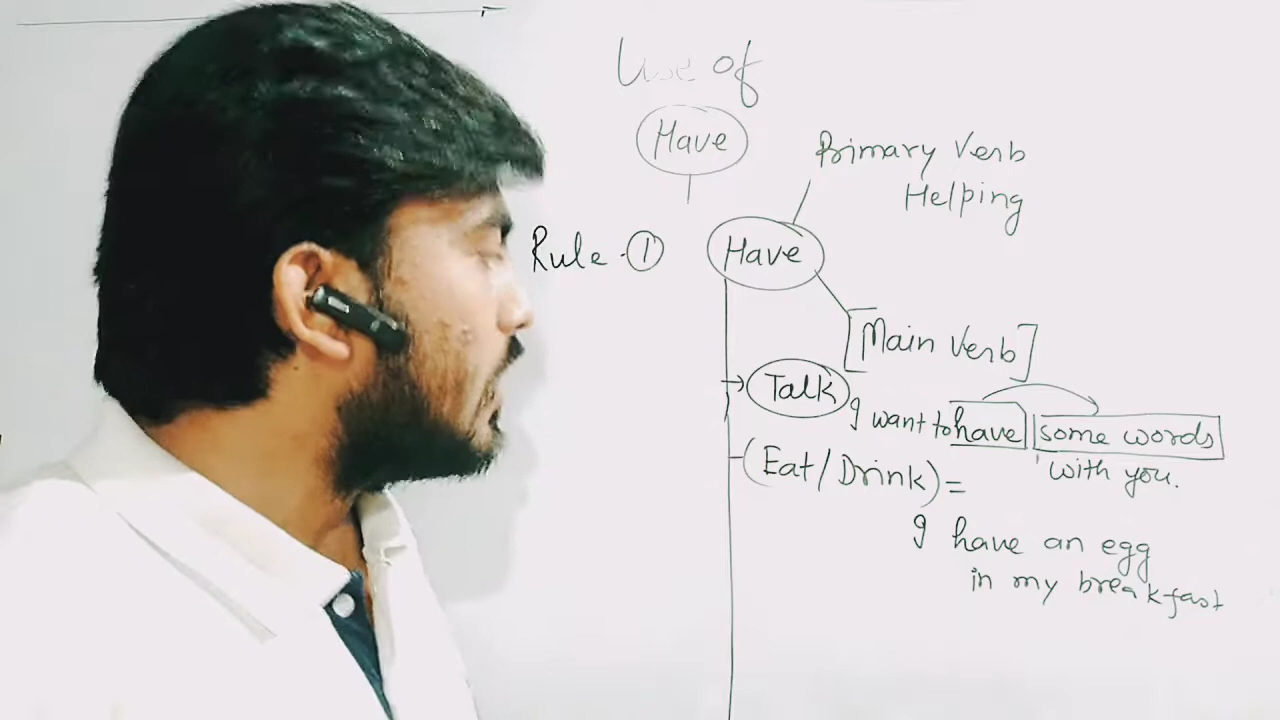 Use of
Have
Primary Verb
Helping
Rule. 1
Have
[Main Verb]
Talk
I want to have some words
with you.
(Eat/Drink) =
I have an egg
in my breakfast